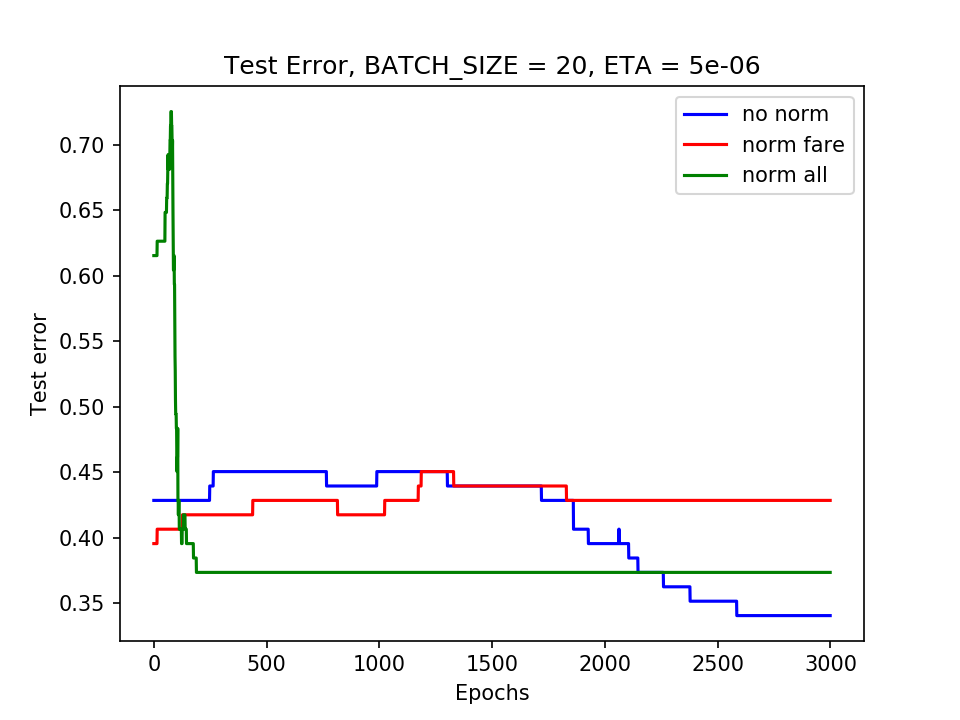 Test Error, BATCH_SIZE = 20, ETA = 5e-06
no norm
norm fare
norm all
0.70
0.65
0.60
0.55
0.50
0.45
0.40
0.35
Test error
0 500 1000 1500 2000 2500 3000
Epochs